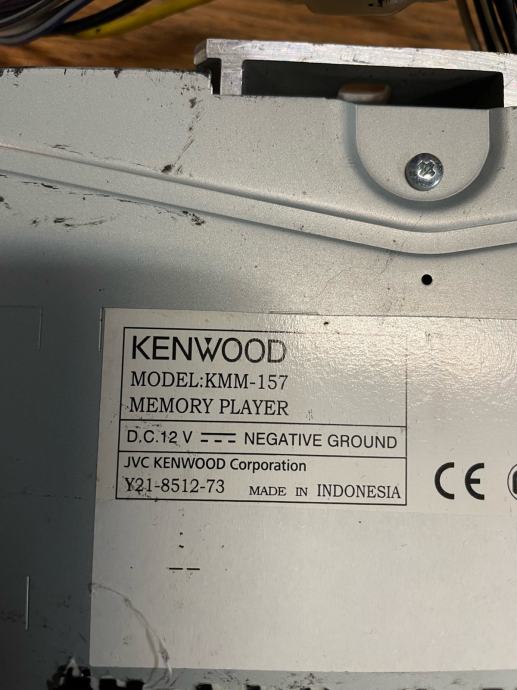 KENWOOD
MODEL:KMM-157
MEMORY PLAYER
D.C.12 V NEGATIVE GROUND
JVC KENWOOD Corporation
Y21-8512-73 MADE IN INDONESIA
CE